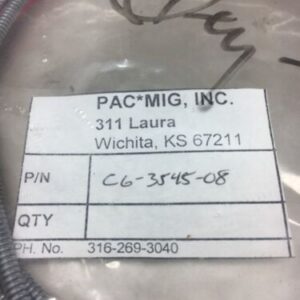 PAC*MIG, INC.
311 Laura
Wichita, KS 67211
P/N C6-3545-08
QTY
PH. No. 316-269-3040